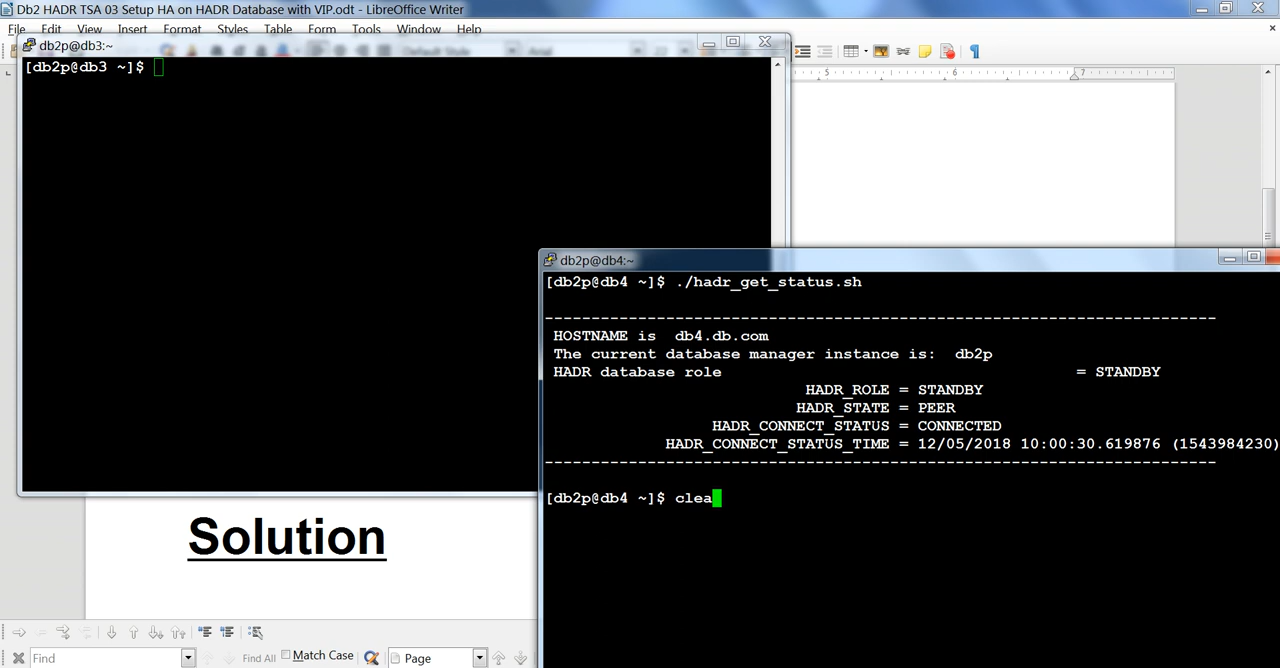 Db2 HADR TSA 03 Setup HA on HADR Database with VIP.odt - LibreOffice Writer
File Edit View Insert Format Styles Table Form Tools Window Help
db2p@db3:~
Default Style Arial 22
5 6 7
[db2p@db3 ~]$
db2p@db4:~
[db2p@db4 ~]$ ./hadr_get_status.sh
------------------------------------------------------------------------
HOSTNAME is db4.db.com
The current database manager instance is: db2p
HADR database role = STANDBY
HADR_ROLE = STANDBY
HADR_STATE = PEER
HADR_CONNECT_STATUS = CONNECTED
HADR_CONNECT_STATUS_TIME = 12/05/2018 10:00:30.619876 (1543984230)
------------------------------------------------------------------------
[db2p@db4 ~]$ clea
Solution
Find Find All Match Case Page